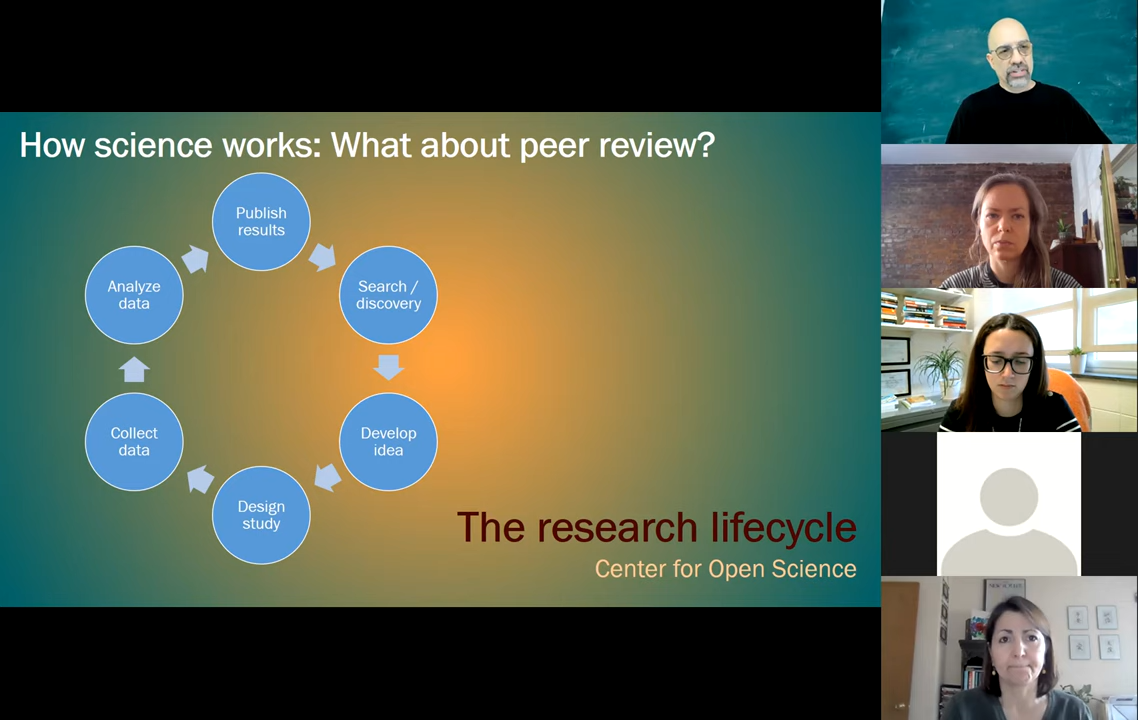 How science works: What about peer review?
Publish
results
Search /
discovery
Develop
idea
Design
study
Collect
data
Analyze
data
The research lifecycle
Center for Open Science